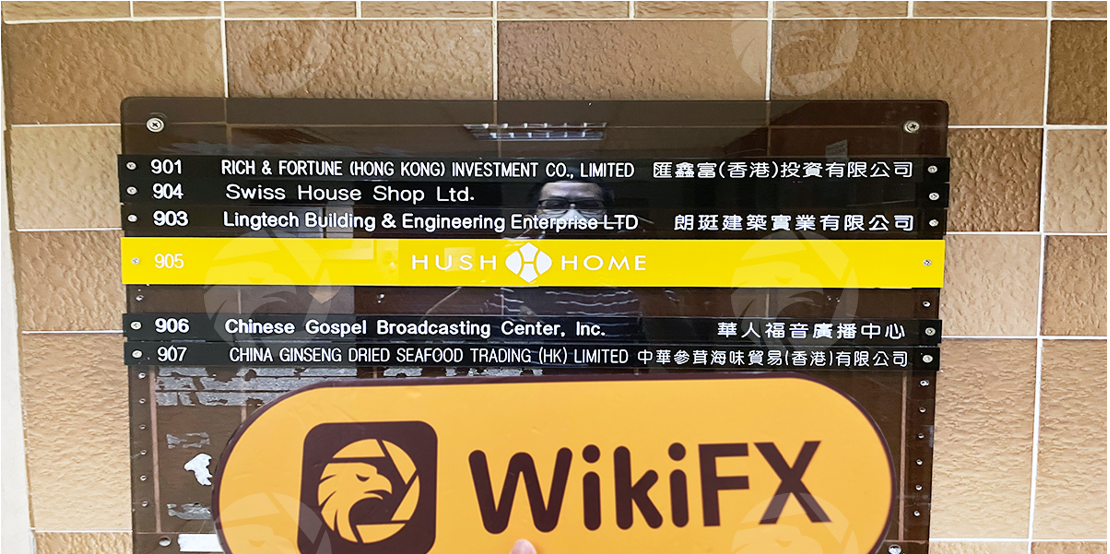 901 RICH & FORTUNE (HONG KONG) INVESTMENT CO., LIMITED 匯鑫富(香港)投資有限公司
904 Swiss House Shop Ltd.
903 Lingtech Building & Engineering Enterprise LTD 朗珽建築實業有限公司
905 HUSH HOME
906 Chinese Gospel Broadcasting Center, Inc. 華人福音廣播中心
907 CHINA GINSENG DRIED SEAFOOD TRADING (HK) LIMITED 中華參茸海味貿易(香港)有限公司
WikiFX